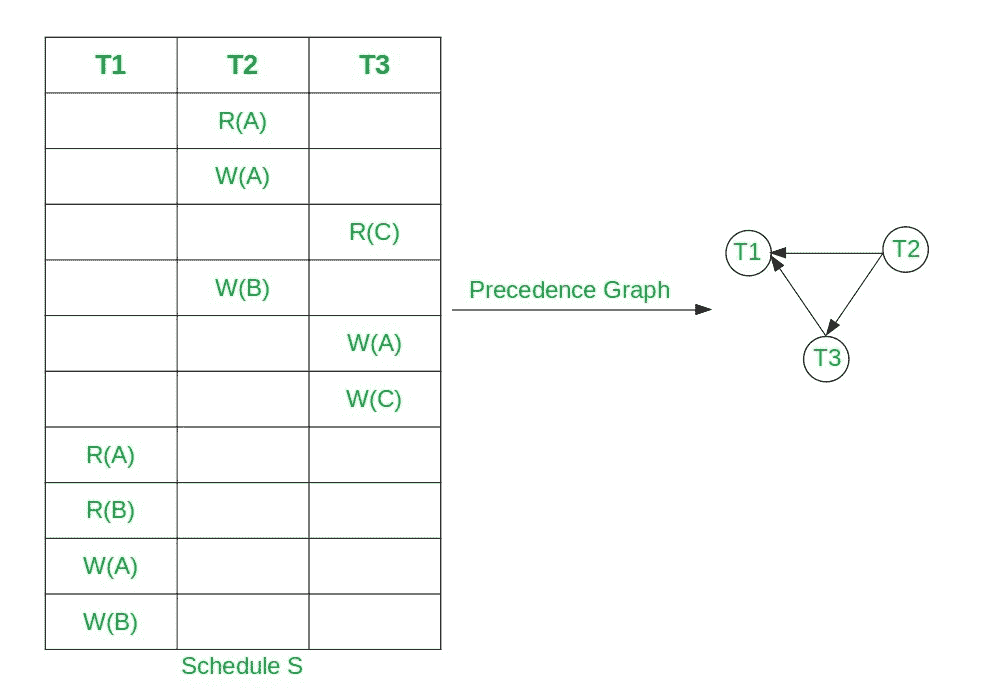 T1 T2 T3
R(A)
W(A)
R(C)
W(B)
W(A)
W(C)
R(A)
R(B)
W(A)
W(B)
Schedule S
Precedence Graph
T1 T2
T3